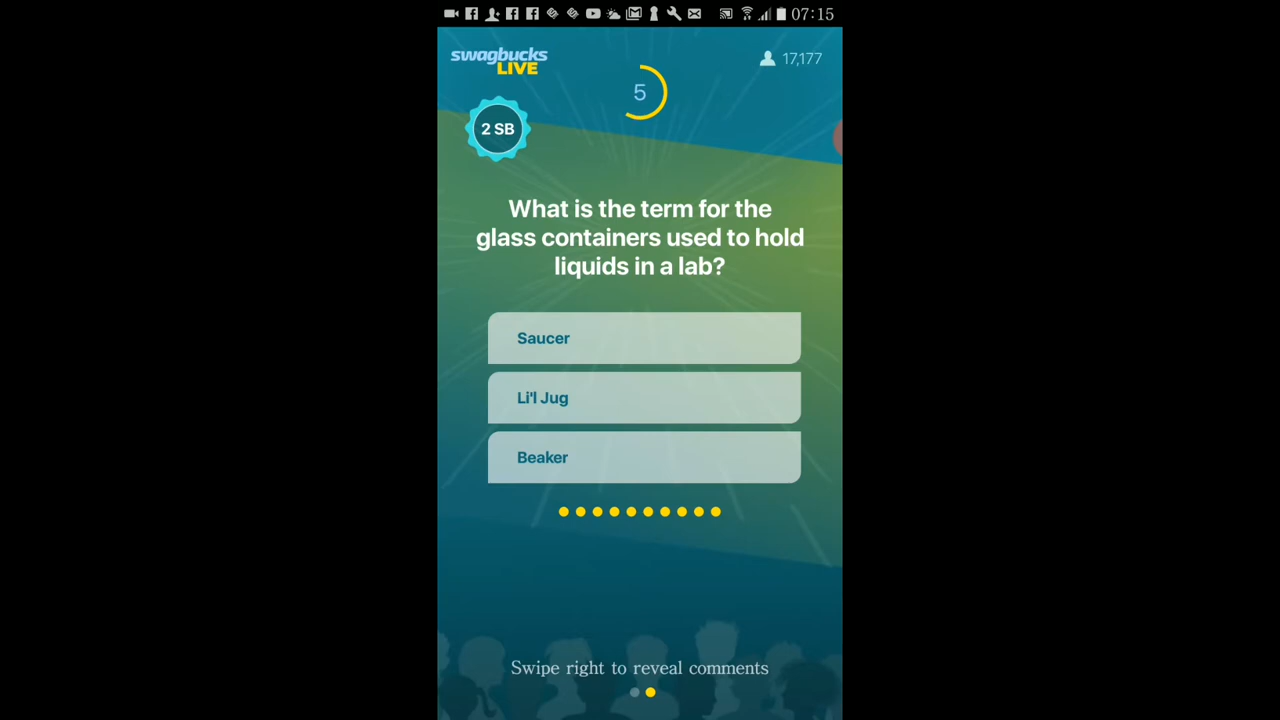 07:15
swagbucks
LIVE
5
17,177
2 SB
What is the term for the
glass containers used to hold
liquids in a lab?
Saucer
Li'l Jug
Beaker
Swipe right to reveal comments